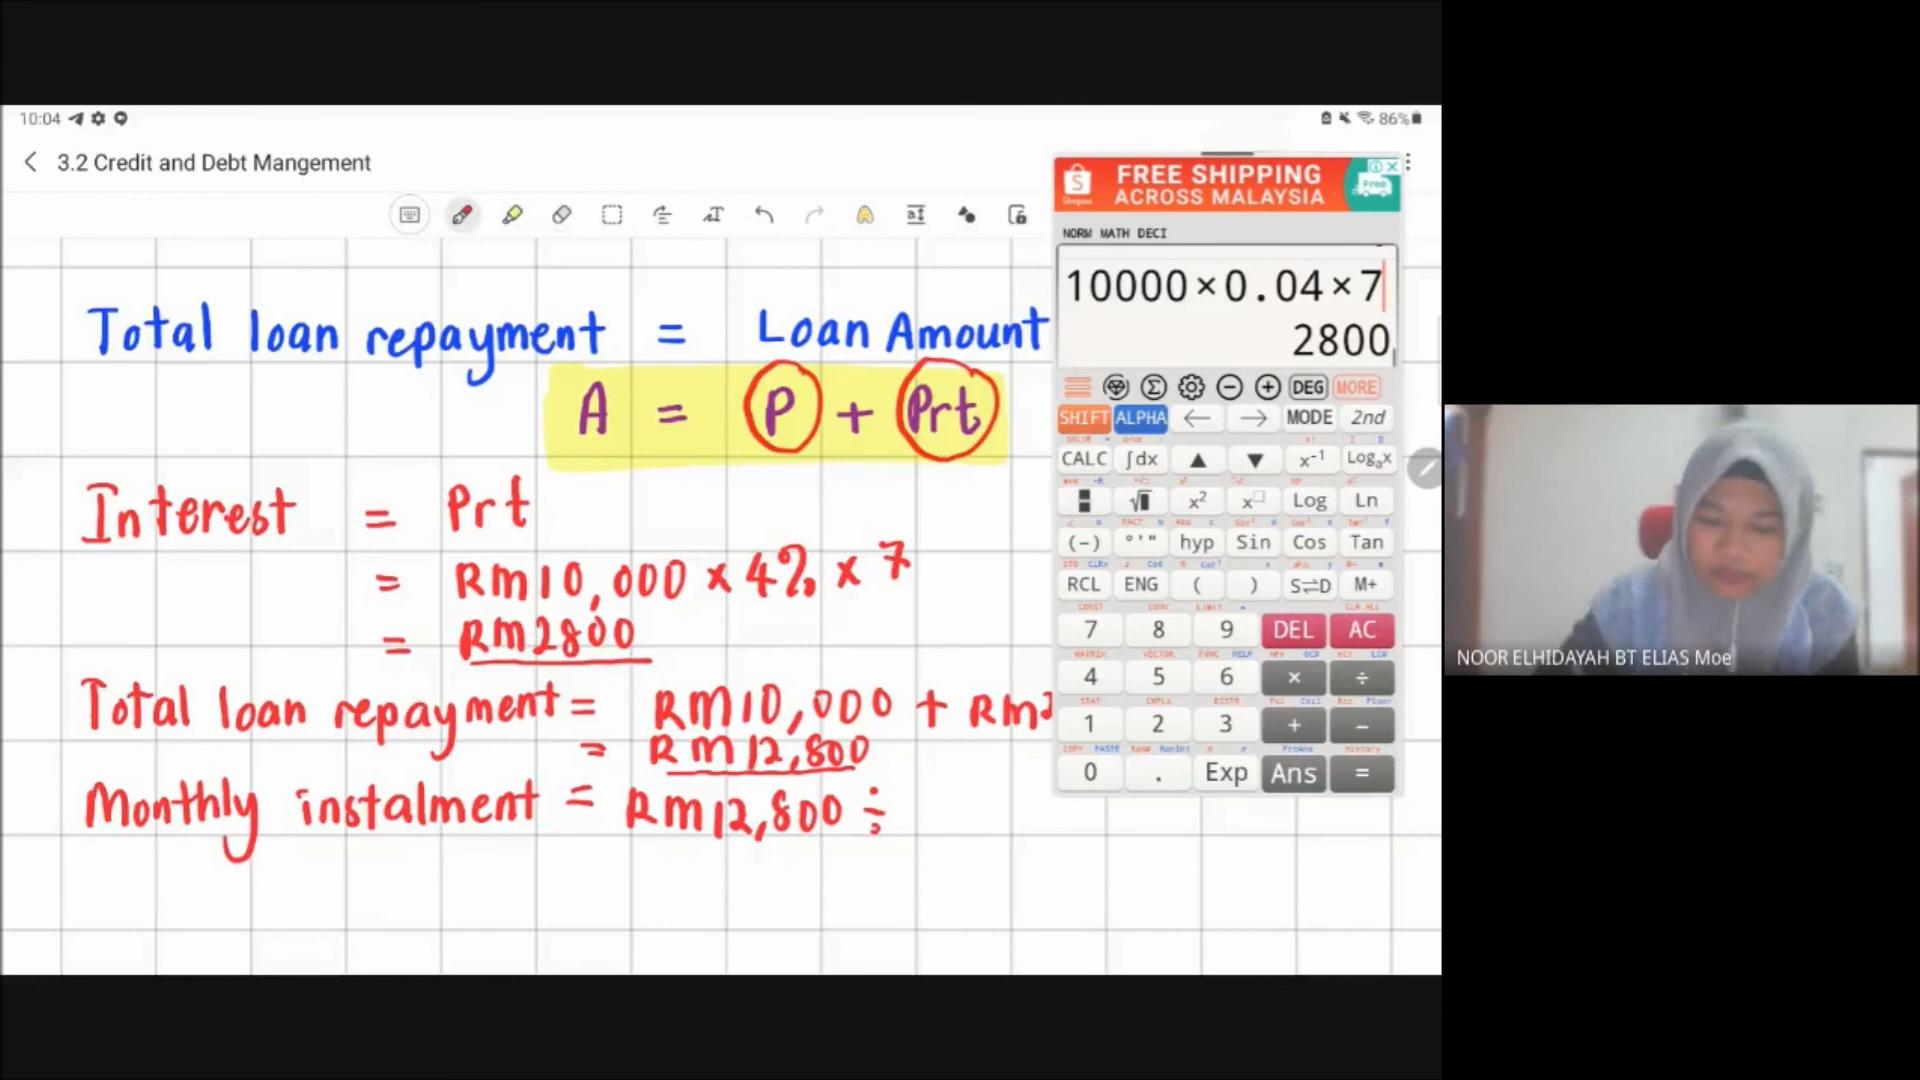 10:04
86%
3.2 Credit and Debt Mangement
Total loan repayment = Loan Amount
A = P + Prt
Interest = Prt
= RM10,000 × 4% × 7
= RM2800
Total loan repayment = RM10,000 + RM2
= RM12,800
Monthly instalment = RM12,800 ÷
FREE SHIPPING
ACROSS MALAYSIA
Shopee
Free
NORM MATH DECI
10000×0.04×7
2800
DEG MORE
SHIFT ALPHA ← → MODE 2nd
CALC ∫dx ▲ ▼ x⁻¹ Logₐx
√ x² x□ Log Ln
(−) °'" hyp Sin Cos Tan
RCL ENG ( ) S⇌D M+
7 8 9 DEL AC
4 5 6 × ÷
1 2 3 + −
0 . Exp Ans =
NOOR ELHIDAYAH BT ELIAS Moe